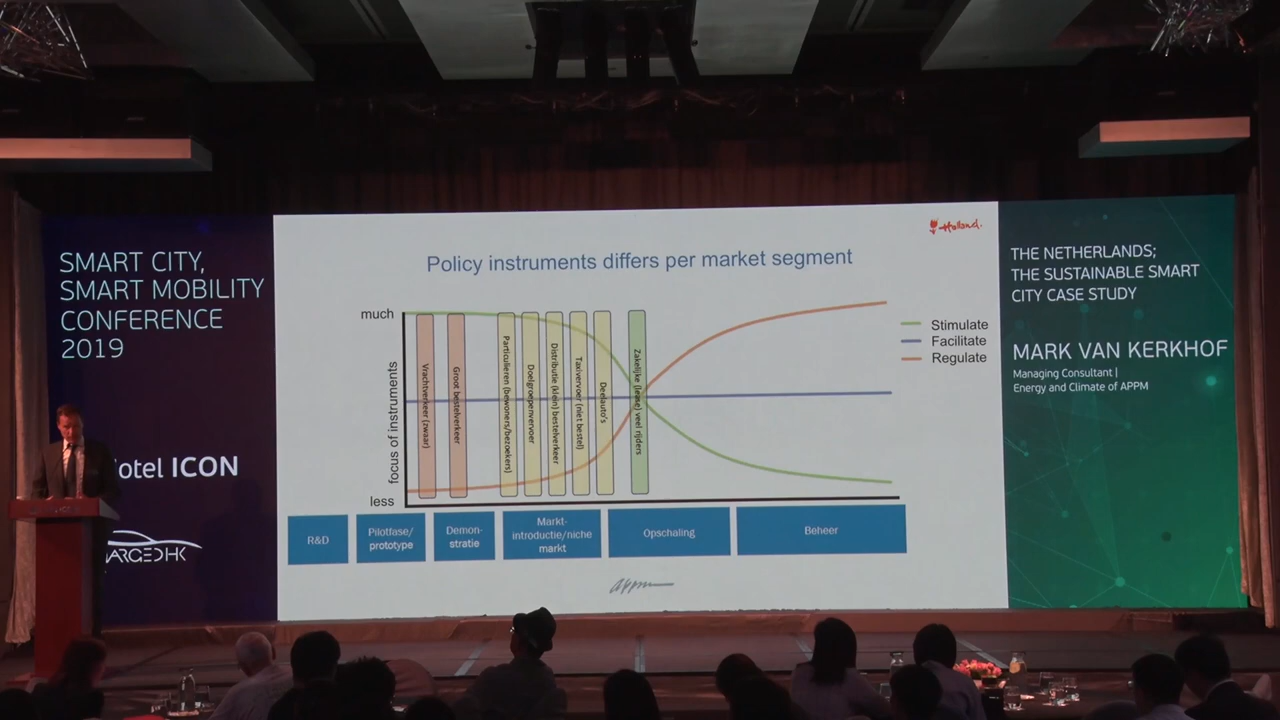 SMART CITY,
SMART MOBILITY
CONFERENCE
2019
otel ICON
ARGEDHK
Holland.
Policy instruments differs per market segment
much
focus of instruments
less
Vrachtverkeer (zwaar)
Groot bestelverkeer
Particulieren (bewoners/bezoekers)
Doelgroepenvervoer
Distributie (klein) bestelverkeer
Taxivervoer (niet bestel)
Deelauto's
Zakelijke (lease) veel rijders
Stimulate
Facilitate
Regulate
R&D
Pilotfase/
prototype
Demon-
stratie
Markt-
introductie/niche
markt
Opschaling
Beheer
appm
THE NETHERLANDS;
THE SUSTAINABLE SMART
CITY CASE STUDY
MARK VAN KERKHOF
Managing Consultant |
Energy and Climate of APPM